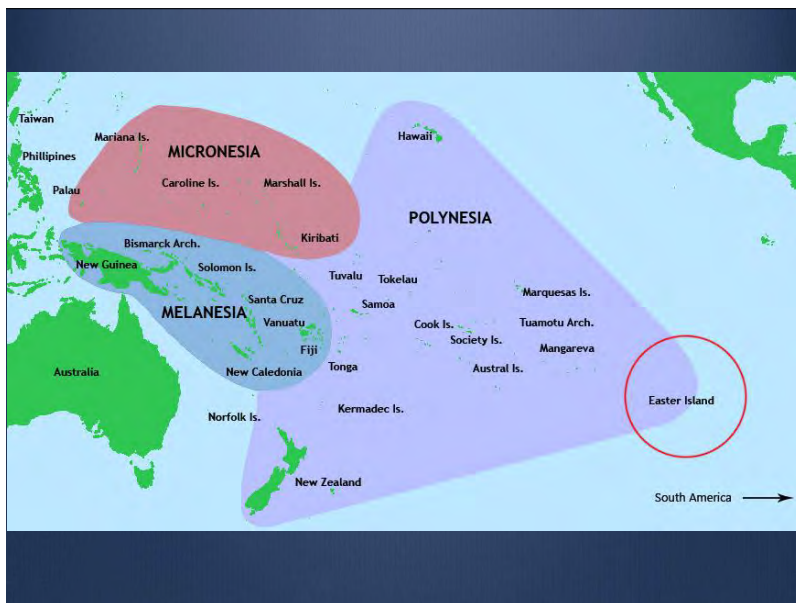 Taiwan
Mariana Is.
Hawaii
Phillipines
MICRONESIA
Palau
Caroline Is.
Marshall Is.
POLYNESIA
Bismarck Arch.
Kiribati
New Guinea
Solomon Is.
Tuvalu
Tokelau
Marquesas Is.
Santa Cruz
Samoa
MELANESIA
Vanuatu
Cook Is.
Tuamotu Arch.
Society Is.
Fiji
Mangareva
Australia
New Caledonia
Tonga
Austral Is.
Easter Island
Norfolk Is.
Kermadec Is.
New Zealand
South America